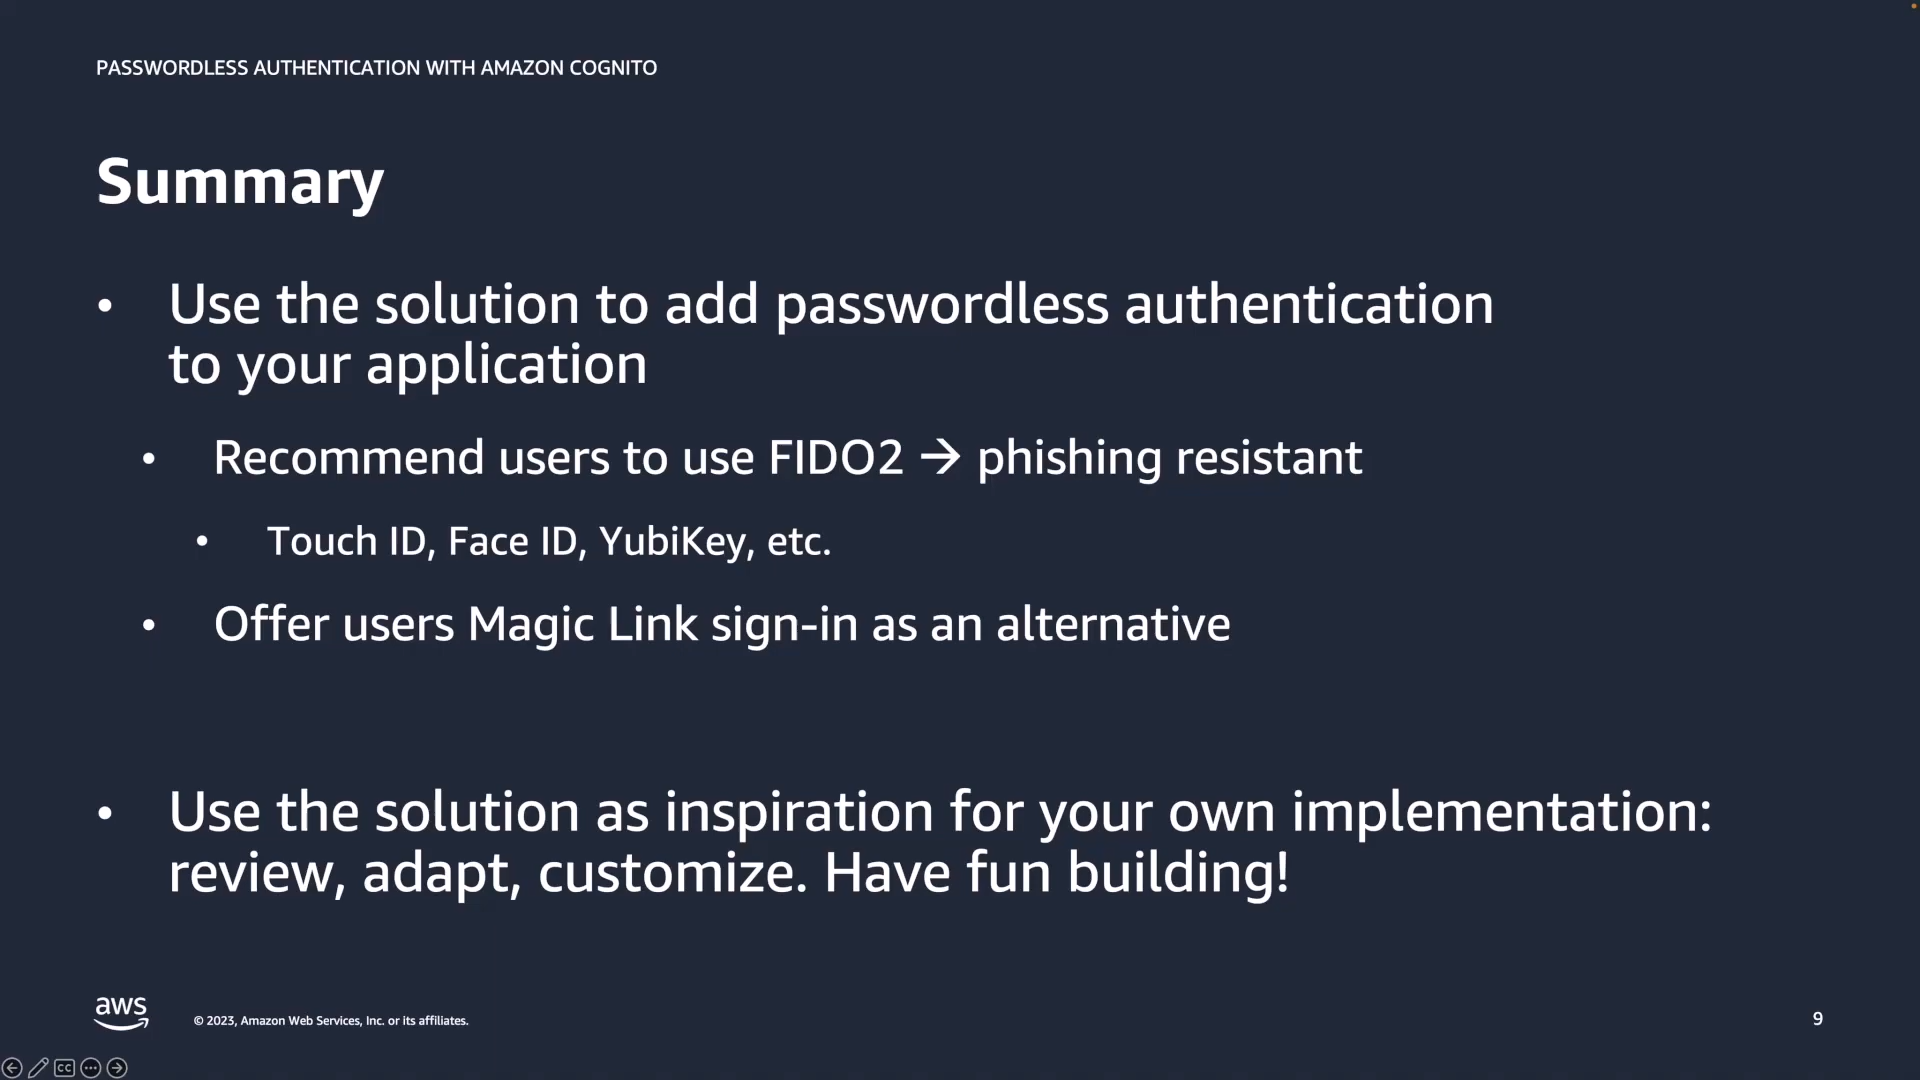 PASSWORDLESS AUTHENTICATION WITH AMAZON COGNITO
Summary
• Use the solution to add passwordless authentication
to your application
• Recommend users to use FIDO2 → phishing resistant
• Touch ID, Face ID, YubiKey, etc.
• Offer users Magic Link sign-in as an alternative
• Use the solution as inspiration for your own implementation:
review, adapt, customize. Have fun building!
aws
© 2023, Amazon Web Services, Inc. or its affiliates.
9
CC